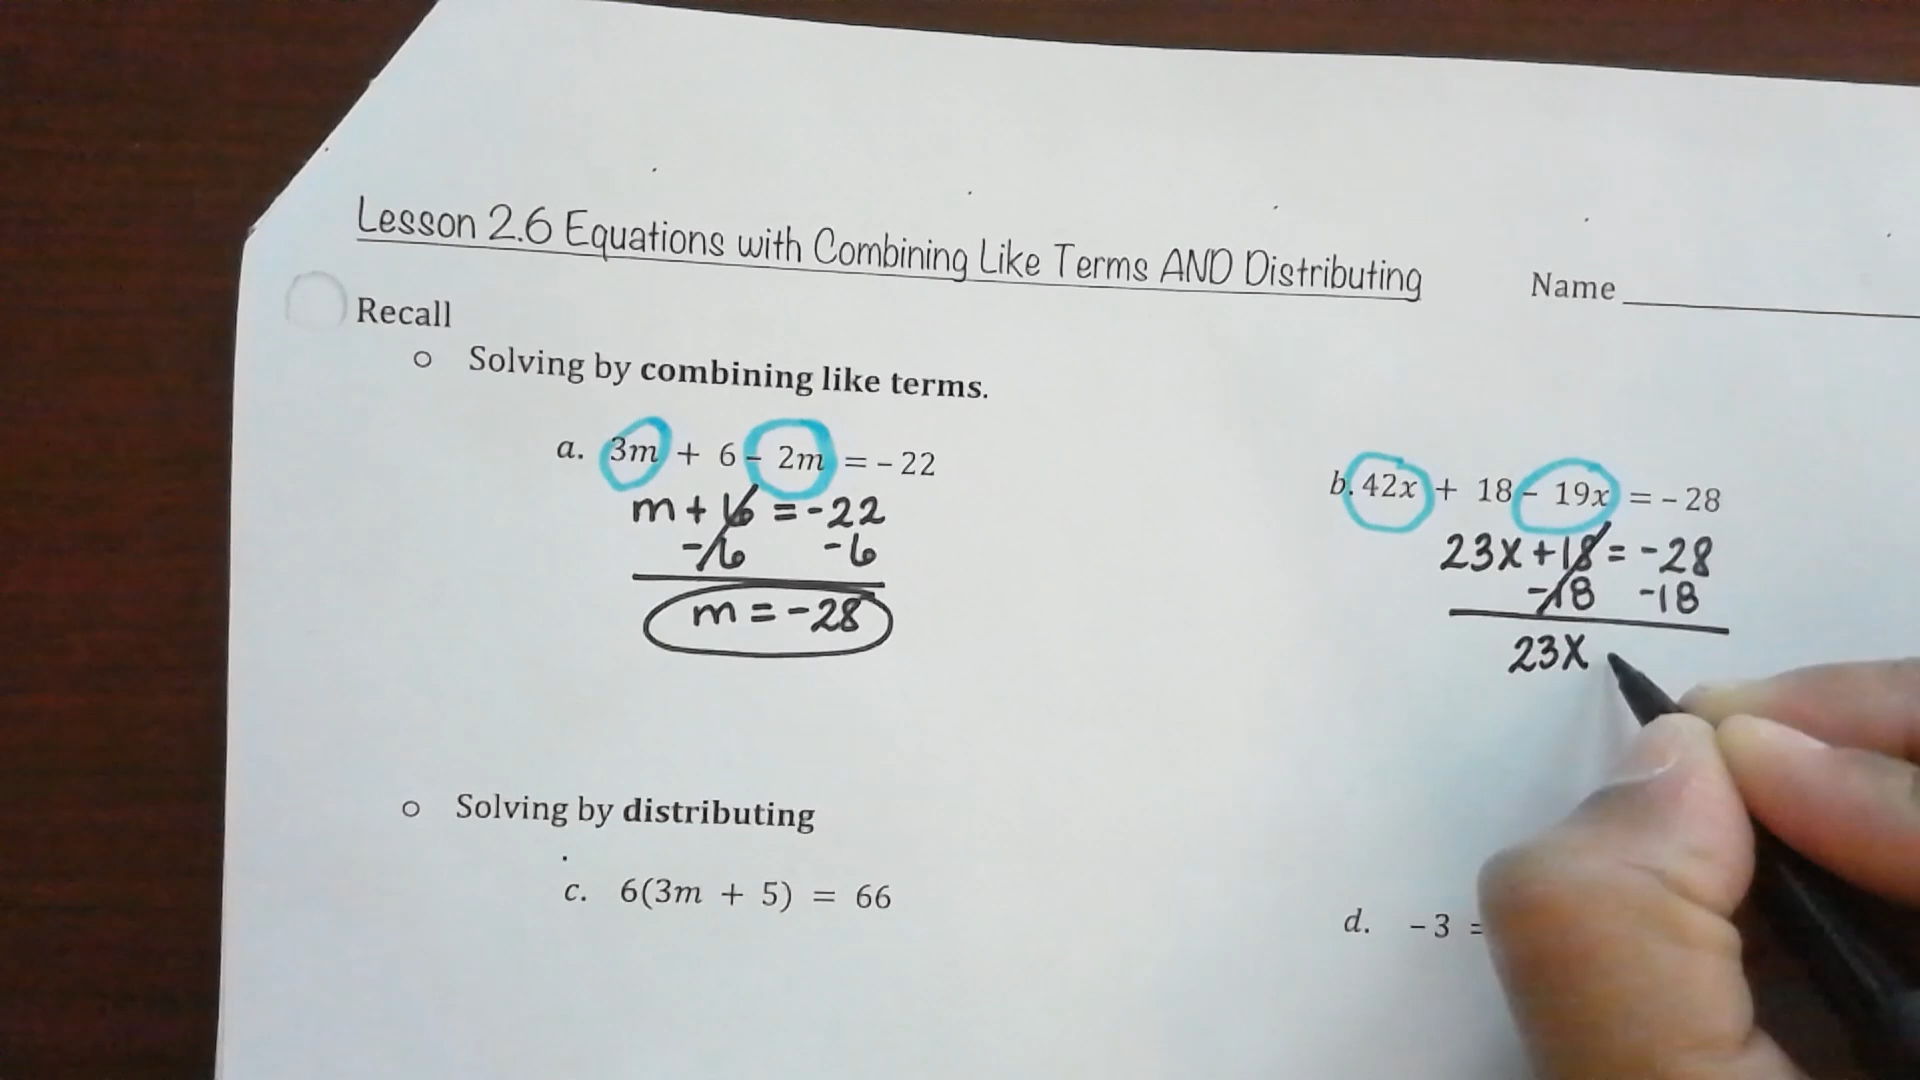 Lesson 2.6 Equations with Combining Like Terms AND Distributing
Name
Recall
o Solving by combining like terms.
a. 3m + 6 – 2m = – 22
m + 6 = -22
-6 -6
m = -28
b. 42x + 18 – 19x = – 28
23x + 18 = -28
-18 -18
23x
o Solving by distributing
c. 6(3m + 5) = 66
d. – 3 =